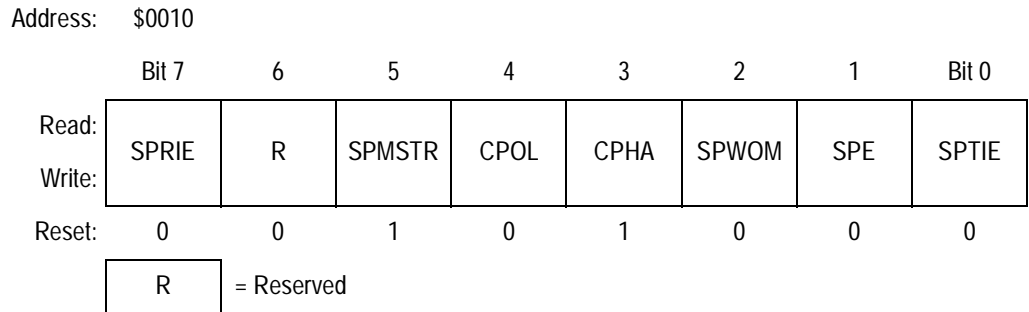 Address: $0010
Bit 7 6 5 4 3 2 1 Bit 0
Read:
SPRIE R SPMSTR CPOL CPHA SPWOM SPE SPTIE
Write:
Reset: 0 0 1 0 1 0 0 0
R = Reserved